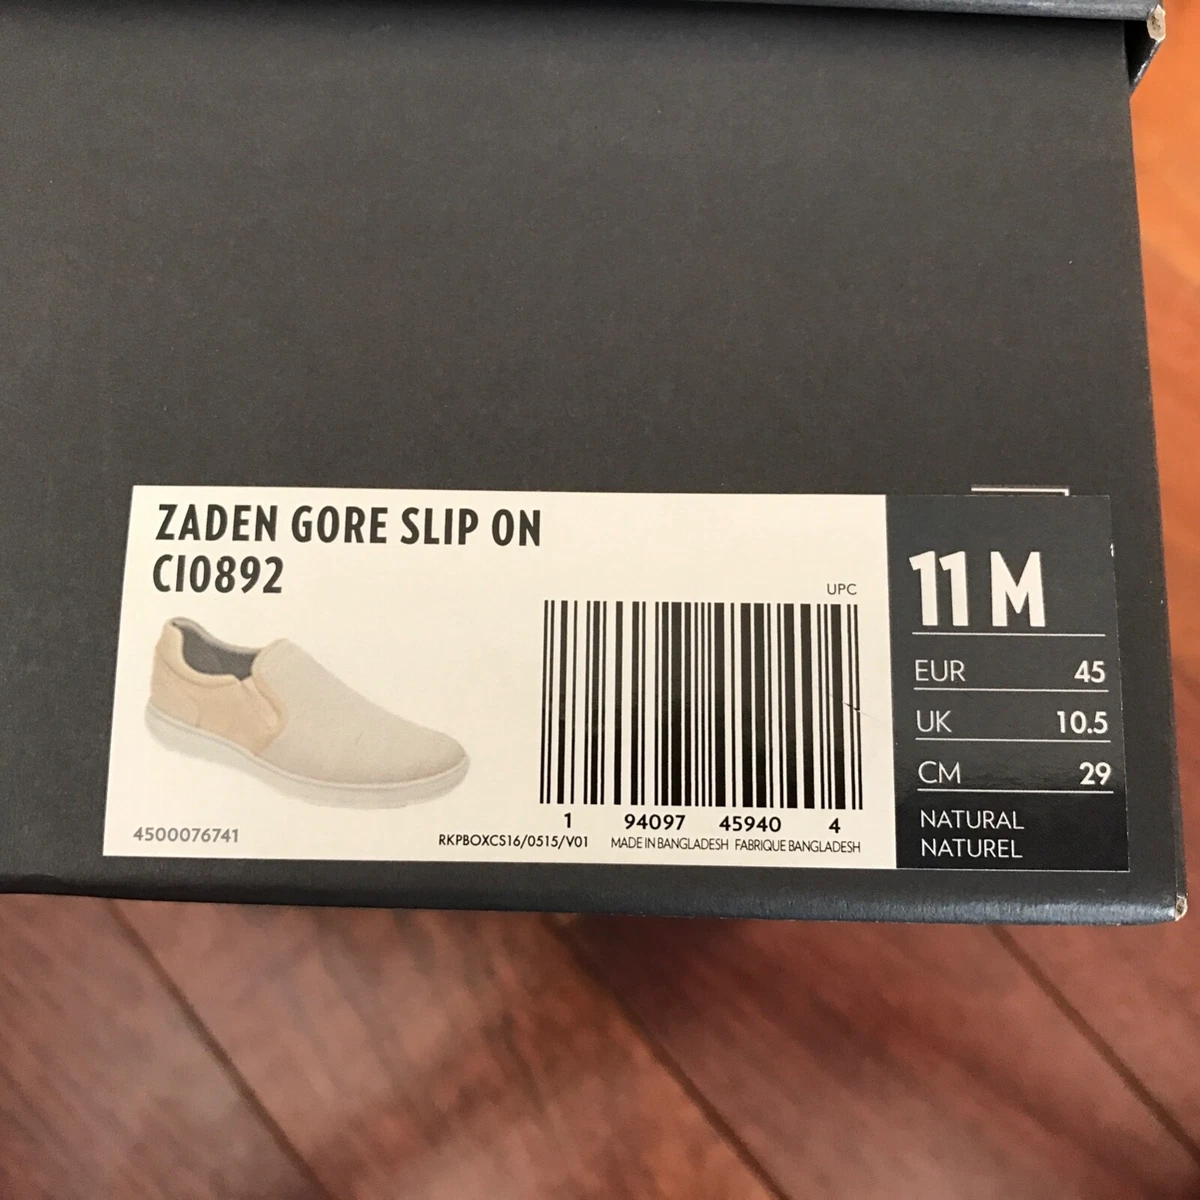 ZADEN GORE SLIP ON
CI0892
UPC
1 94097 45940 4
4500076741
RKPBOXCS16/0515/V01 MADE IN BANGLADESH FABRIQUE BANGLADESH
11 M
EUR 45
UK 10.5
CM 29
NATURAL
NATUREL